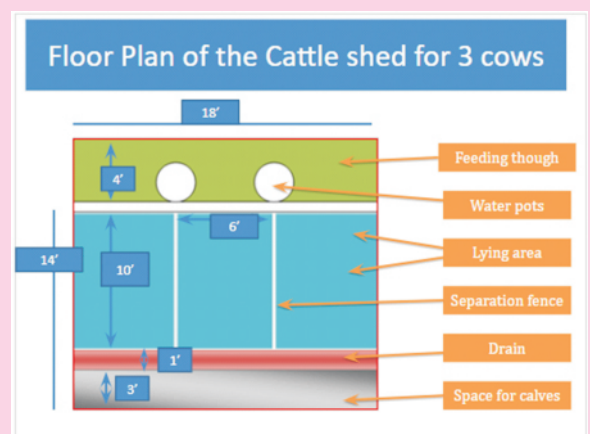 Floor Plan of the Cattle shed for 3 cows
18′
Feeding though
4′
Water pots
6′
Lying area
14′
10′
Separation fence
Drain
1′
3′
Space for calves